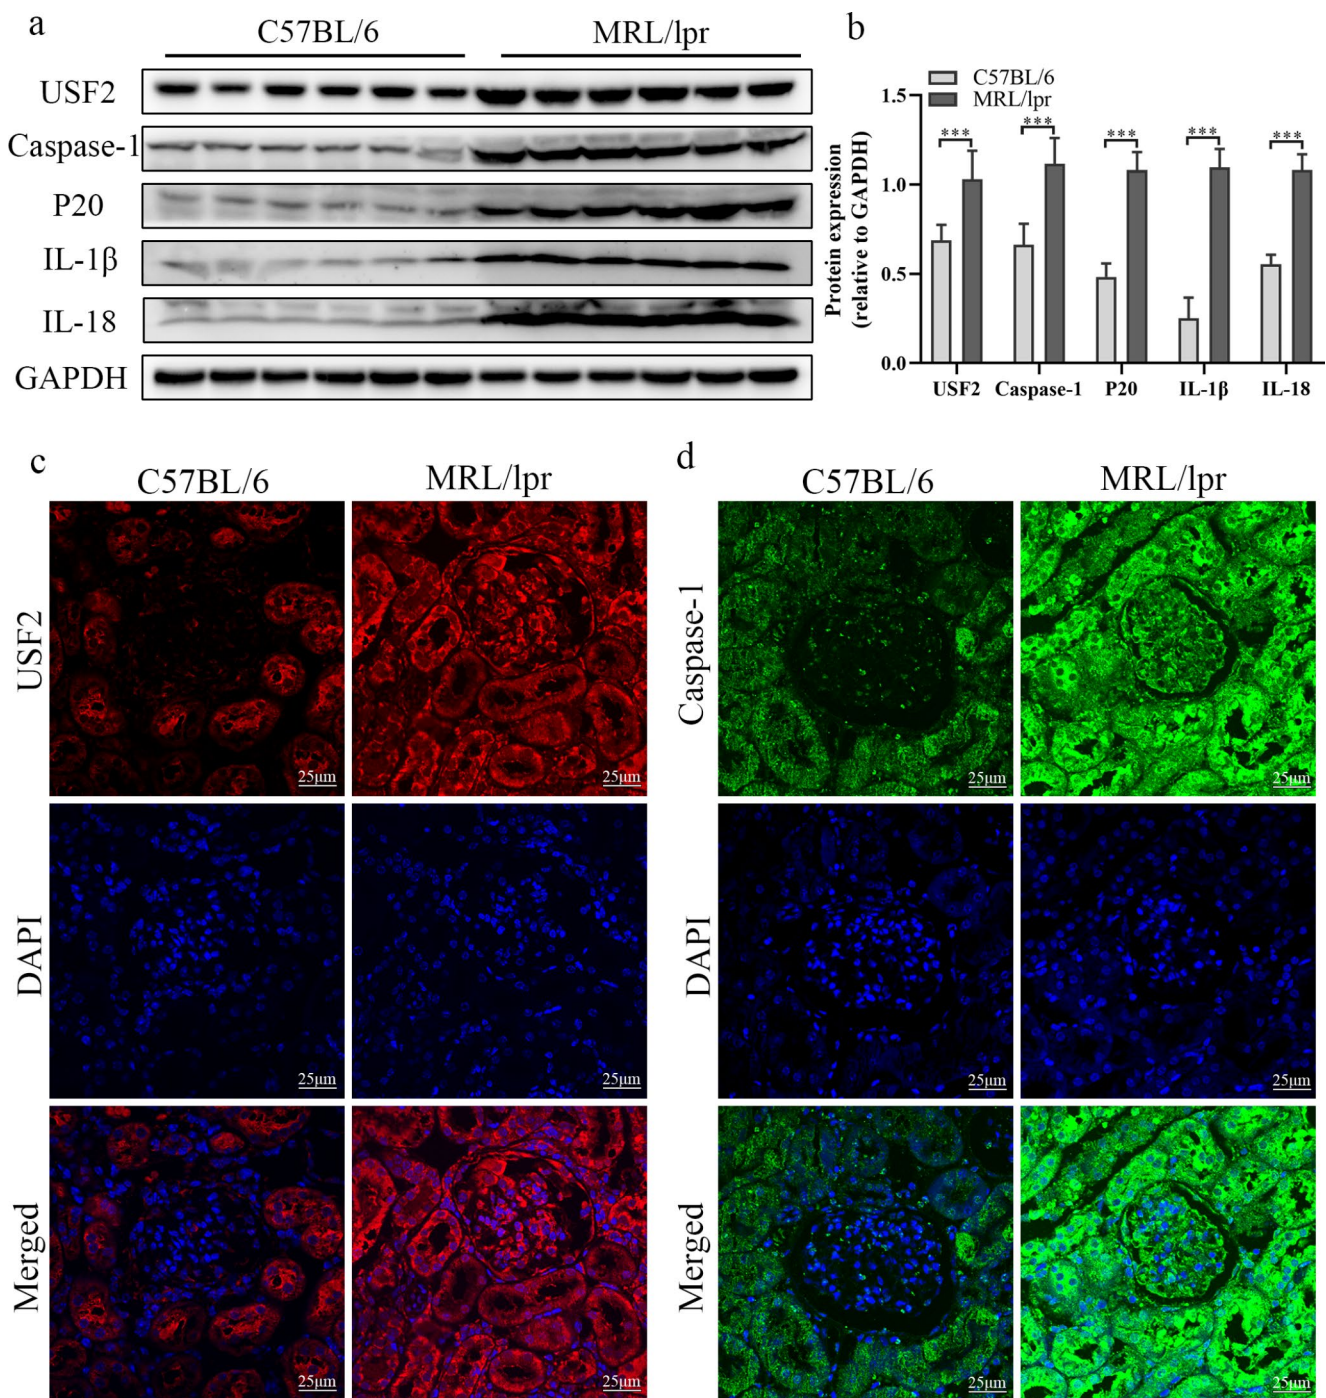 a
C57BL/6 MRL/lpr
USF2
Caspase-1
P20
IL-1β
IL-18
GAPDH
b
C57BL/6
MRL/lpr
Protein expression
(relative to GAPDH)
1.5
1.0
0.5
0.0
*** *** *** *** ***
USF2 Caspase-1 P20 IL-1β IL-18
c
C57BL/6 MRL/lpr
USF2
25μm 25μm
DAPI
25μm 25μm
Merged
25μm 25μm
d
C57BL/6 MRL/lpr
Caspase-1
25μm 25μm
DAPI
25μm 25μm
Merged
25μm 25μm